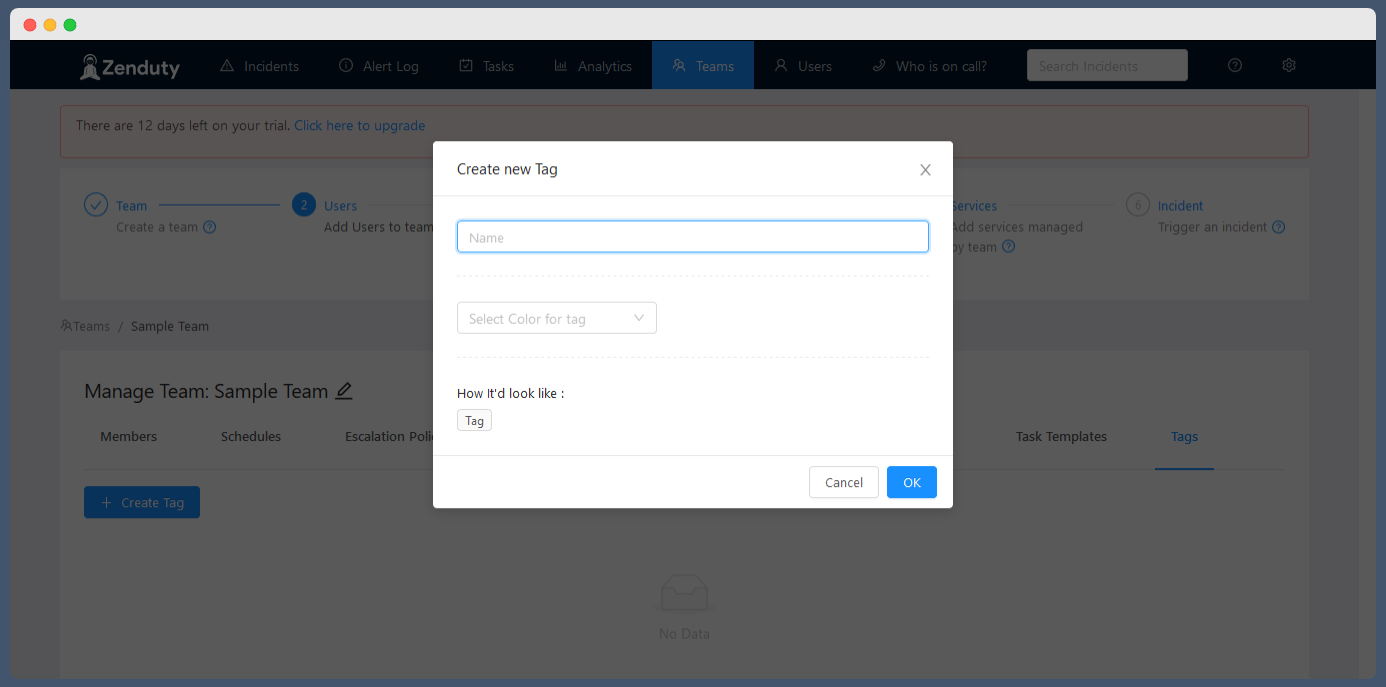 Zenduty Incidents Alert Log Tasks Analytics Teams Users Who is on call? Search Incidents
There are 12 days left on your trial. Click here to upgrade
Team
Create a team
2 Users
Add Users to team
Services
Add services managed
by team
6 Incident
Trigger an incident
Teams / Sample Team
Manage Team: Sample Team
Members Schedules Escalation Task Templates Tags
+ Create Tag
No Data
Create new Tag
Name
Select Color for tag
How It'd look like :
Tag
Cancel OK